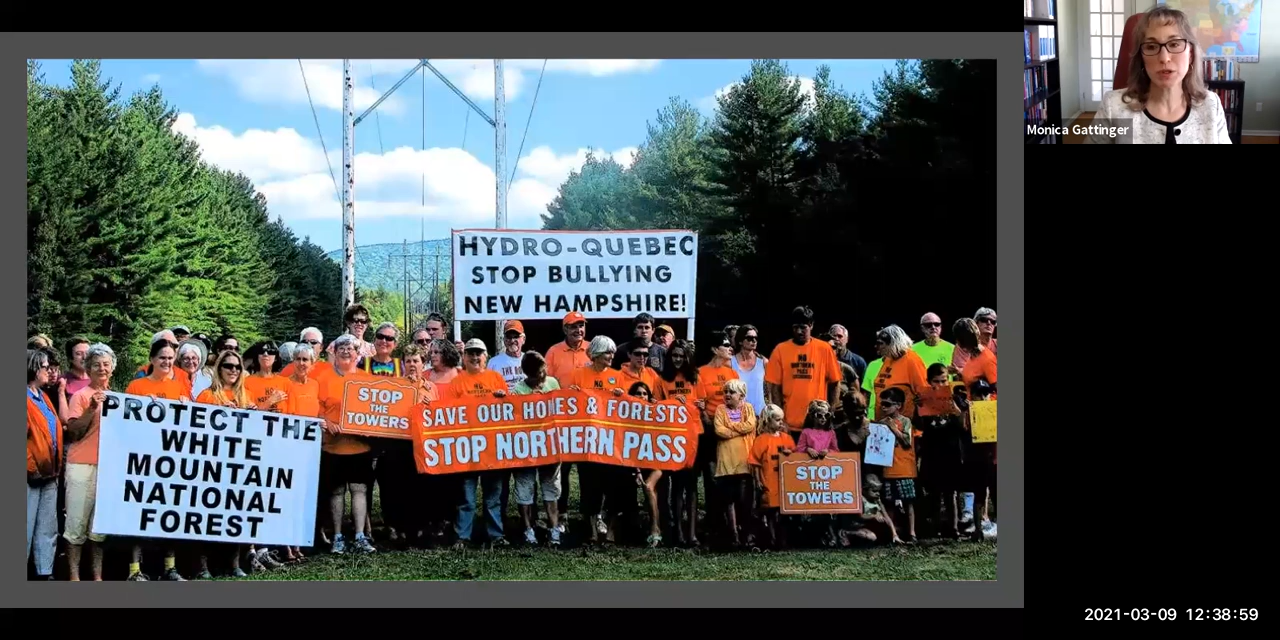 HYDRO-QUEBEC
STOP BULLYING
NEW HAMPSHIRE!
PROTECT THE
WHITE
MOUNTAIN
NATIONAL
FOREST
STOP
THE
TOWERS
SAVE OUR HOMES & FORESTS
STOP NORTHERN PASS
STOP
THE
TOWERS
Monica Gattinger
2021-03-09 12:38:59